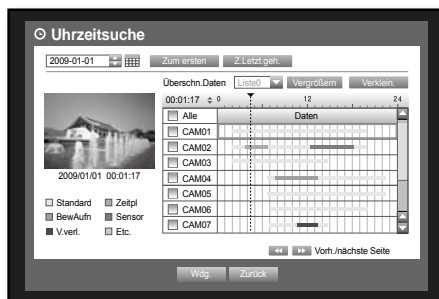 Uhrzeitsuche
2009-01-01 Zum ersten Z.Letzt.geh.
Überschn.Daten Liste0 Vergrößern Verklein.
00:01:17 0 12 24
Alle Daten
CAM01
CAM02
CAM03
CAM04
CAM05
CAM06
CAM07
2009/01/01 00:01:17
Standard Zeitpl
BewAufn Sensor
V.verl. Etc.
Vorh./nächste Seite
Wdg. Zurück